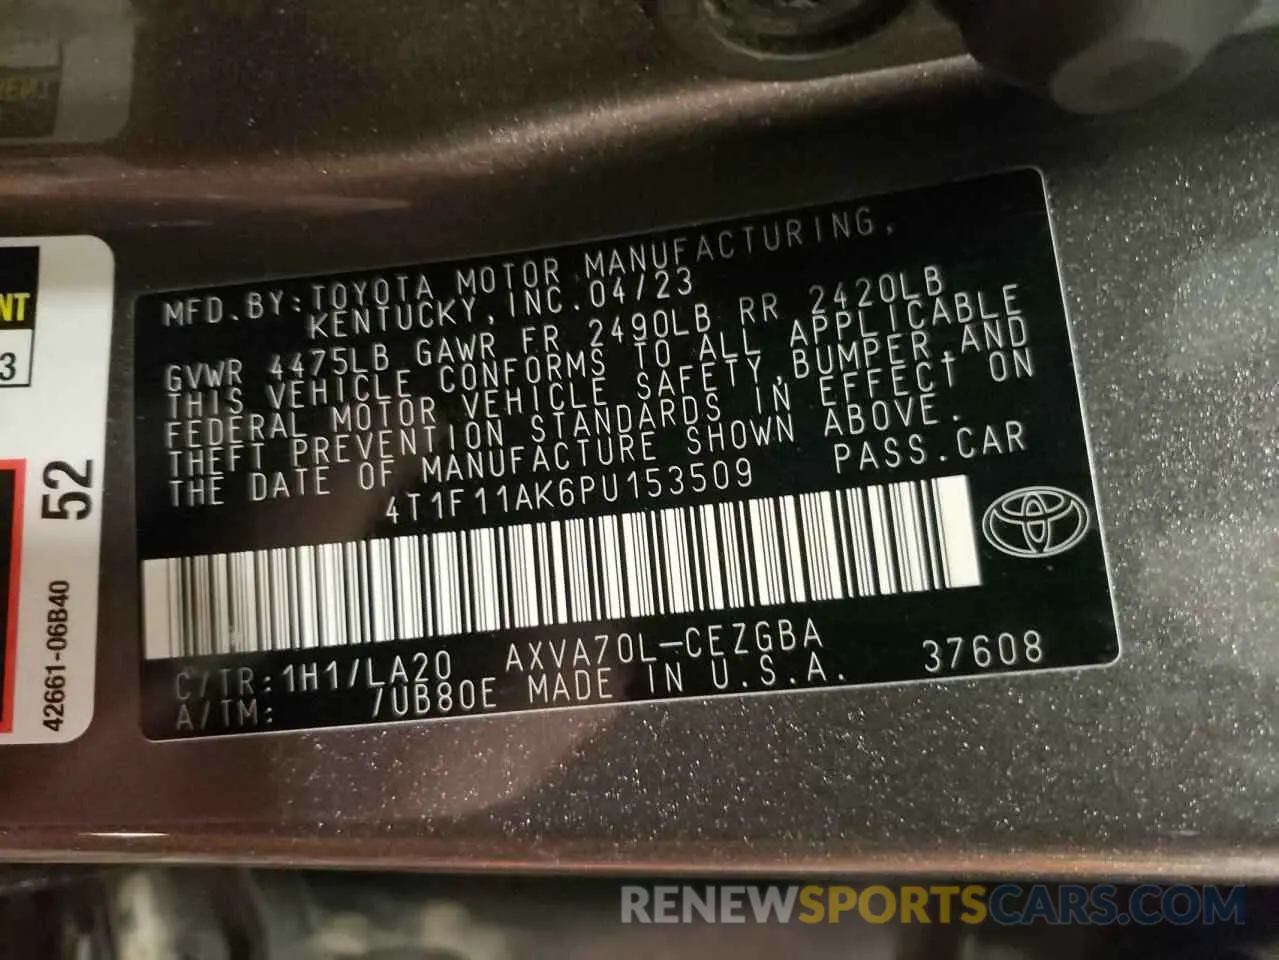 MFD.BY:TOYOTA MOTOR MANUFACTURING,
KENTUCKY,INC.04/23
GVWR 4475LB GAWR FR 2490LB RR 2420LB
THIS VEHICLE CONFORMS TO ALL APPLICABLE
FEDERAL MOTOR VEHICLE SAFETY,BUMPER,AND
THEFT PREVENTION STANDARDS IN EFFECT ON
THE DATE OF MANUFACTURE SHOWN ABOVE.
4T1F11AK6PU153509 PASS.CAR
C/TR:1H1/LA20 AXVA70L-CEZGBA
A/TM: /UB80E MADE IN U.S.A. 37608
NT
3
52
42661-06B40
RENEWSPORTSCARS.COM